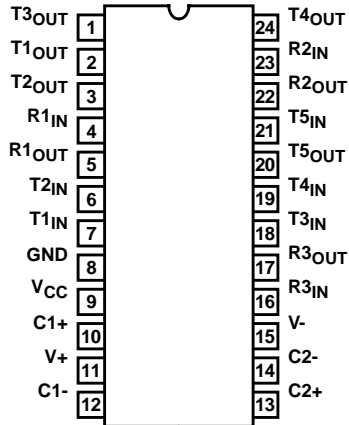 T3OUT 1 24 T4OUT
T1OUT 2 23 R2IN
T2OUT 3 22 R2OUT
R1IN 4 21 T5IN
R1OUT 5 20 T5OUT
T2IN 6 19 T4IN
T1IN 7 18 T3IN
GND 8 17 R3OUT
VCC 9 16 R3IN
C1+ 10 15 V-
V+ 11 14 C2-
C1- 12 13 C2+